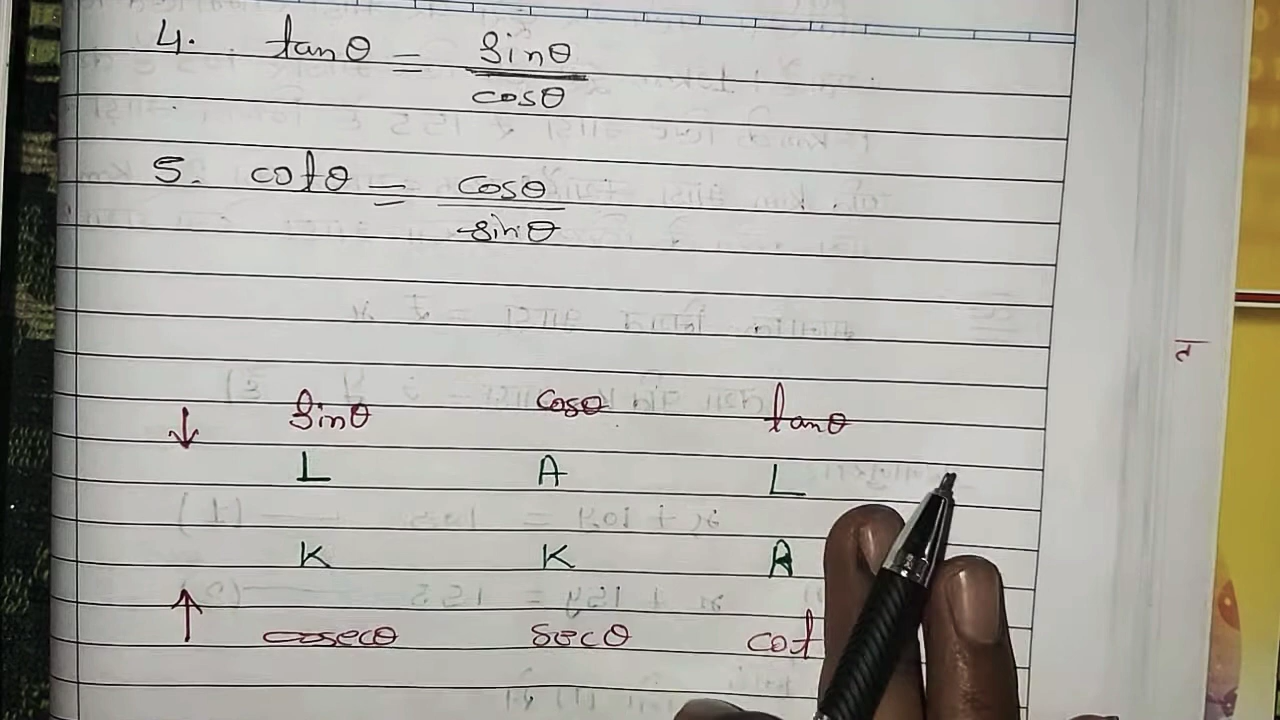 4. tanθ = sinθ/cosθ
5. cotθ = cosθ/sinθ
↓ sinθ cosθ tanθ
L A L
K K A
↑ cosecθ secθ cot